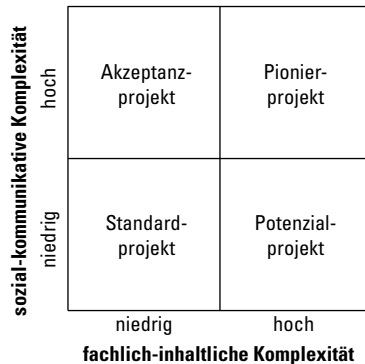 sozial-kommunikative Komplexität
hoch
niedrig
Akzeptanz-
projekt
Pionier-
projekt
Standard-
projekt
Potenzial-
projekt
niedrig
hoch
fachlich-inhaltliche Komplexität